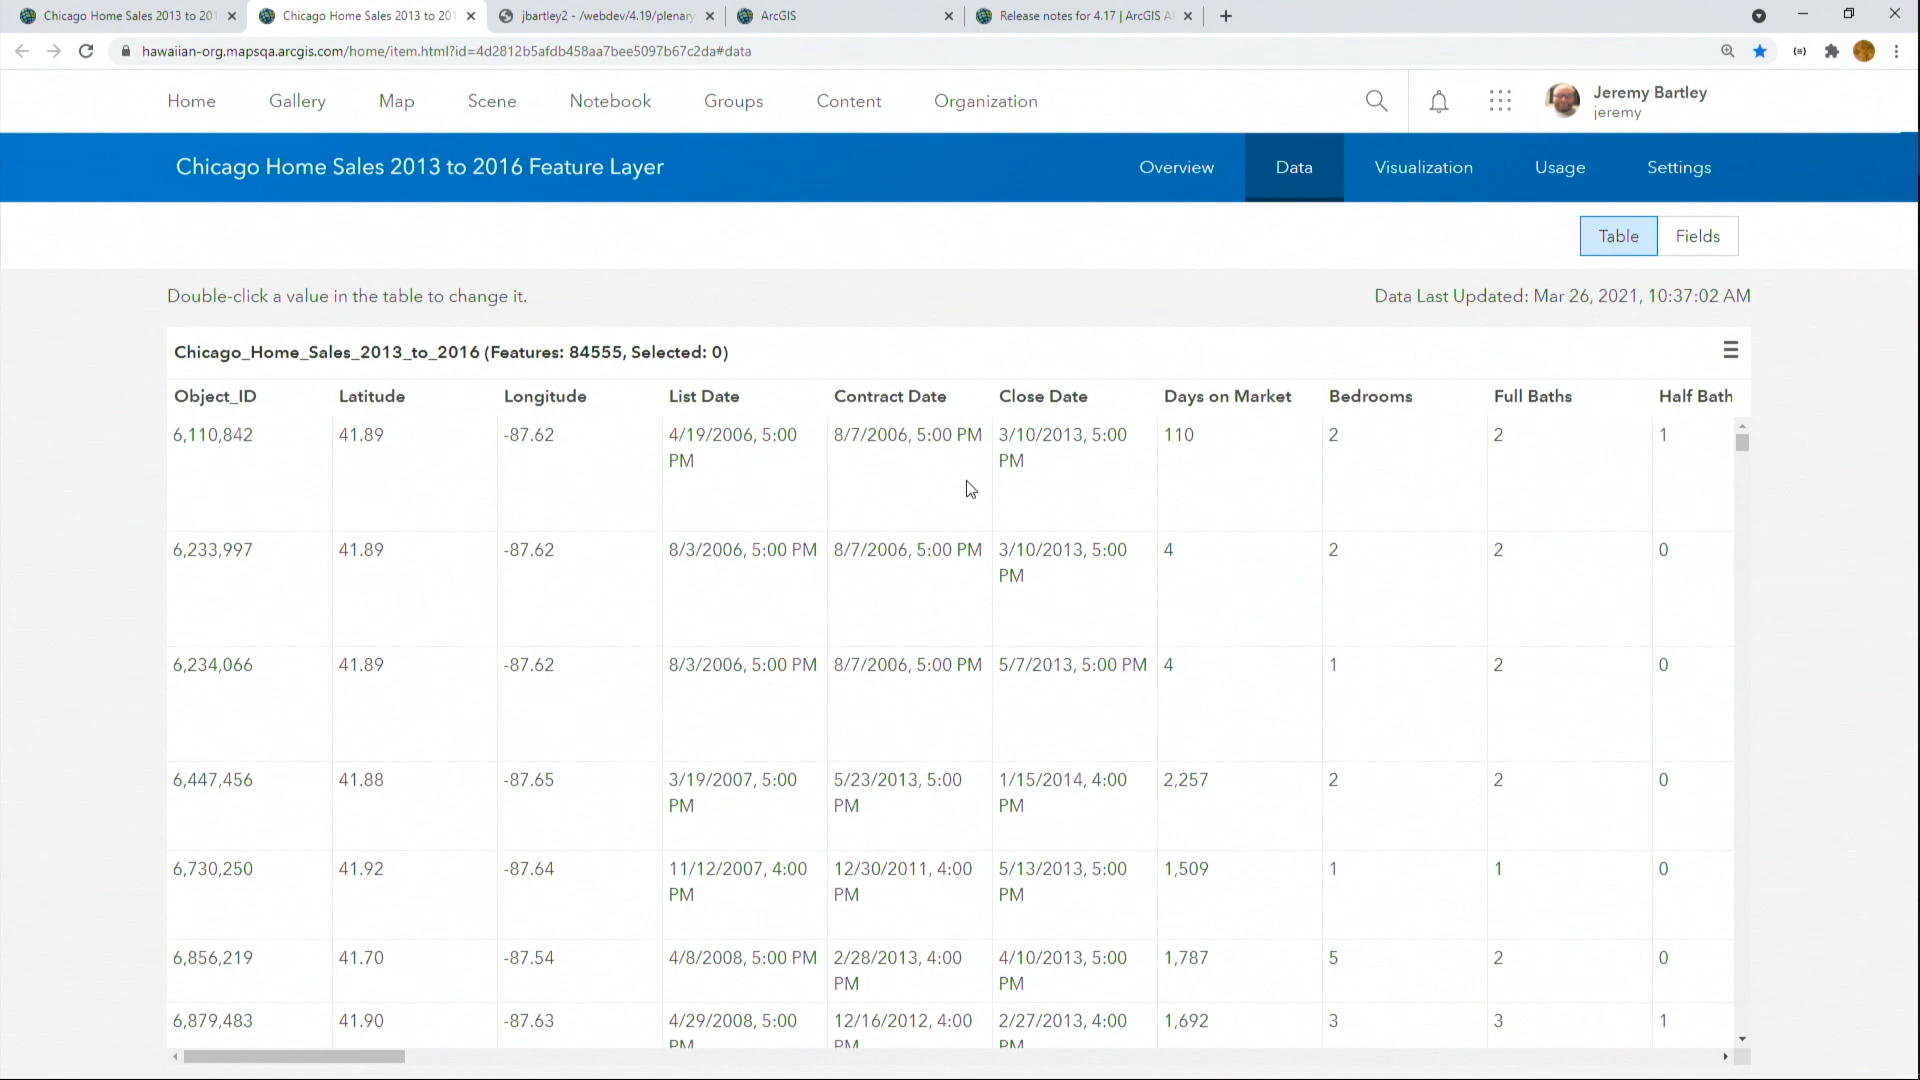 Chicago Home Sales 2013 to 201
Chicago Home Sales 2013 to 201
jbartley2 - /webdev/4.19/plenary
ArcGIS
Release notes for 4.17 | ArcGIS A
hawaiian-org.mapsqa.arcgis.com/home/item.html?id=4d2812b5afdb458aa7bee5097b67c2da#data
Home Gallery Map Scene Notebook Groups Content Organization
Jeremy Bartley
jeremy
Chicago Home Sales 2013 to 2016 Feature Layer
Overview Data Visualization Usage Settings
Table Fields
Double-click a value in the table to change it.
Data Last Updated: Mar 26, 2021, 10:37:02 AM
Chicago_Home_Sales_2013_to_2016 (Features: 84555, Selected: 0)
Object_ID Latitude Longitude List Date Contract Date Close Date Days on Market Bedrooms Full Baths Half Bath
6,110,842 41.89 -87.62 4/19/2006, 5:00 8/7/2006, 5:00 PM 3/10/2013, 5:00 110 2 2 1
PM PM
6,233,997 41.89 -87.62 8/3/2006, 5:00 PM 8/7/2006, 5:00 PM 3/10/2013, 5:00 4 2 2 0
PM
6,234,066 41.89 -87.62 8/3/2006, 5:00 PM 8/7/2006, 5:00 PM 5/7/2013, 5:00 PM 4 1 2 0
6,447,456 41.88 -87.65 3/19/2007, 5:00 5/23/2013, 5:00 1/15/2014, 4:00 2,257 2 2 0
PM PM PM
6,730,250 41.92 -87.64 11/12/2007, 4:00 12/30/2011, 4:00 5/13/2013, 5:00 1,509 1 1 0
PM PM PM
6,856,219 41.70 -87.54 4/8/2008, 5:00 PM 2/28/2013, 4:00 4/10/2013, 5:00 1,787 5 2 0
PM PM
6,879,483 41.90 -87.63 4/29/2008, 5:00 12/16/2012, 4:00 2/27/2013, 4:00 1,692 3 3 1
PM PM PM